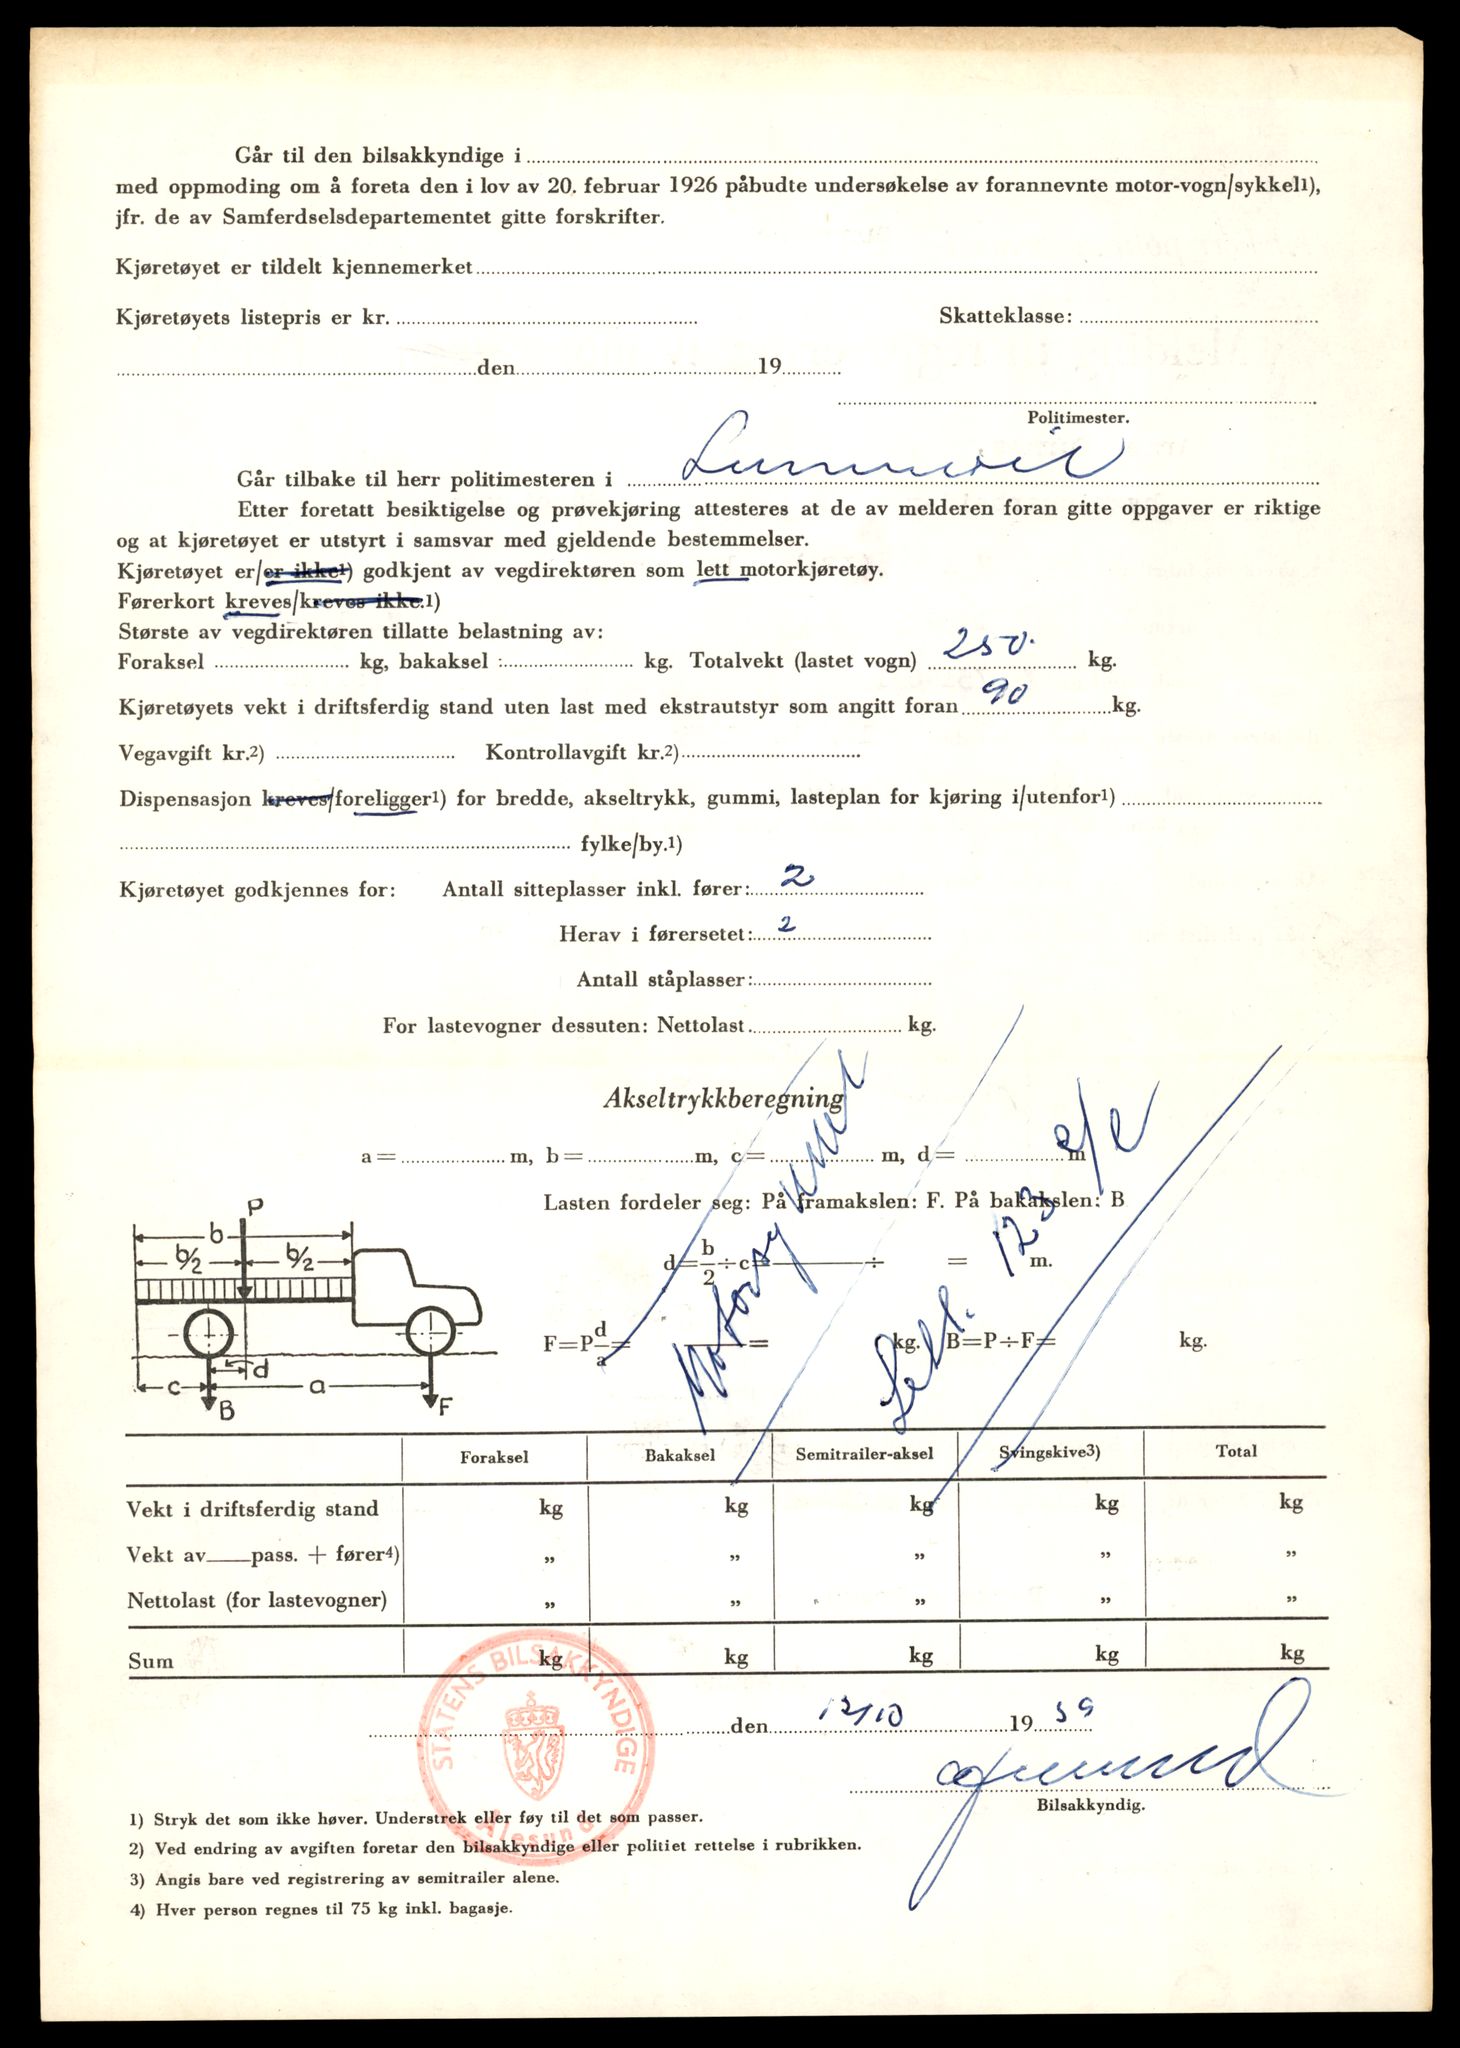 Går til den bilsakkyndige i
med oppmoding om å foreta den i lov av 20. februar 1926 påbudte undersøkelse av forannevnte motor-vogn/sykkel1),
jfr. de av Samferdselsdepartementet gitte forskrifter.
Kjøretøyet er tildelt kjennemerket
Kjøretøyets listepris er kr. Skatteklasse:
den 19
Politimester.
Går tilbake til herr politimesteren i
Etter foretatt besiktigelse og prøvekjøring attesteres at de av melderen foran gitte oppgaver er riktige
og at kjøretøyet er utstyrt i samsvar med gjeldende bestemmelser.
Kjøretøyet er/er ikke1) godkjent av vegdirektøren som lett motorkjøretøy.
Førerkort kreves/kreves ikke.1)
Største av vegdirektøren tillatte belastning av:
Foraksel kg, bakaksel : kg. Totalvekt (lastet vogn) 250. kg.
Kjøretøyets vekt i driftsferdig stand uten last med ekstrautstyr som angitt foran 90 kg.
Vegavgift kr.2) Kontrollavgift kr.2)
Dispensasjon kreves/foreligger1) for bredde, akseltrykk, gummi, lasteplan for kjøring i/utenfor1)
fylke/by.1)
Kjøretøyet godkjennes for: Antall sitteplasser inkl. fører: 2
Herav i førersetet: 2
Antall ståplasser:
For lastevogner dessuten: Nettolast kg.
Akseltrykkberegning
a = m, b = m, c = m, d = m
Lasten fordeler seg: På framakslen: F. På bakakslen: B
d = b/2 ÷ c = ÷ = m.
F = P d/a = = kg. B = P ÷ F = kg.
Motorsykkel
123
P
b
b/2 b/2
c d a
B F
Foraksel Bakaksel Semitrailer-aksel Svingskive3) Total
Vekt i driftsferdig stand kg kg kg kg kg
Vekt av pass. + fører4) „ „ „ „ „
Nettolast (for lastevogner) „ „ „ „ „
Sum kg kg kg kg kg
STATENS BILSAKKYNDIGE
Ålesund
den 12/10 19 59
Bilsakkyndig.
1) Stryk det som ikke høver. Understrek eller føy til det som passer.
2) Ved endring av avgiften foretar den bilsakkyndige eller politiet rettelse i rubrikken.
3) Angis bare ved registrering av semitrailer alene.
4) Hver person regnes til 75 kg inkl. bagasje.